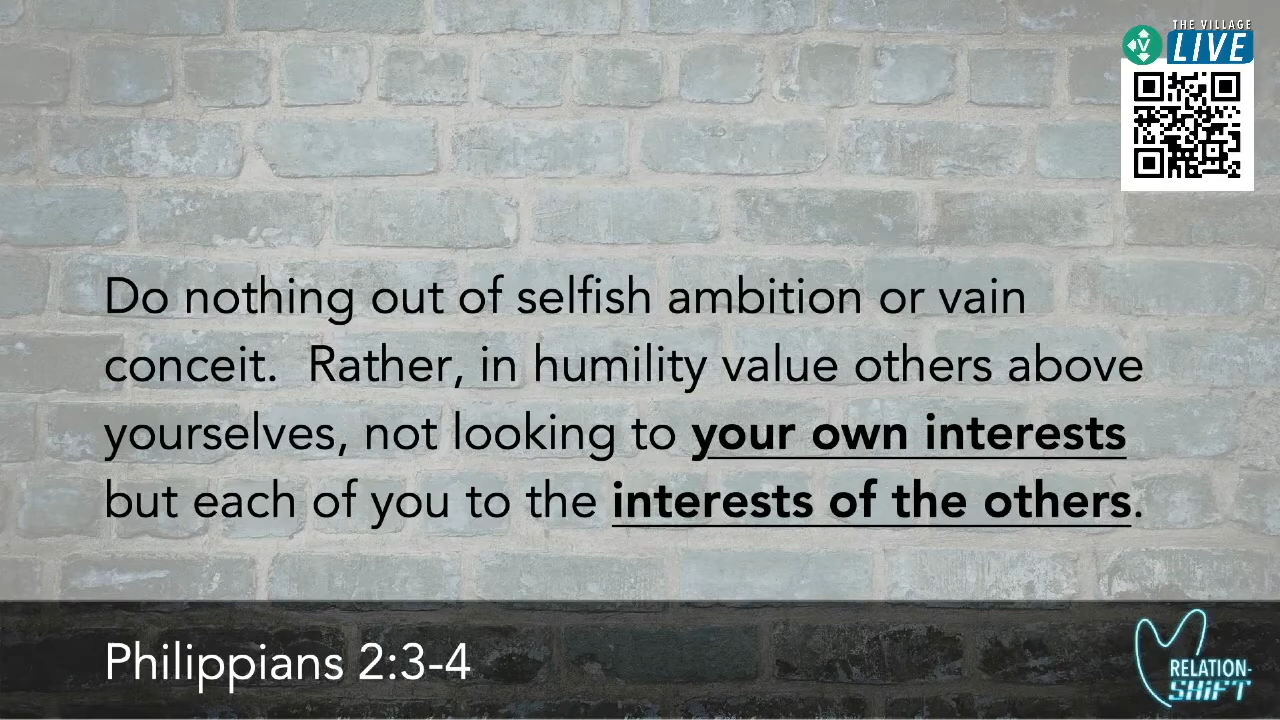 THE VILLAGE
V LIVE
Do nothing out of selfish ambition or vain
conceit.  Rather, in humility value others above
yourselves, not looking to your own interests
but each of you to the interests of the others.
Philippians 2:3-4
RELATION-
SHIFT